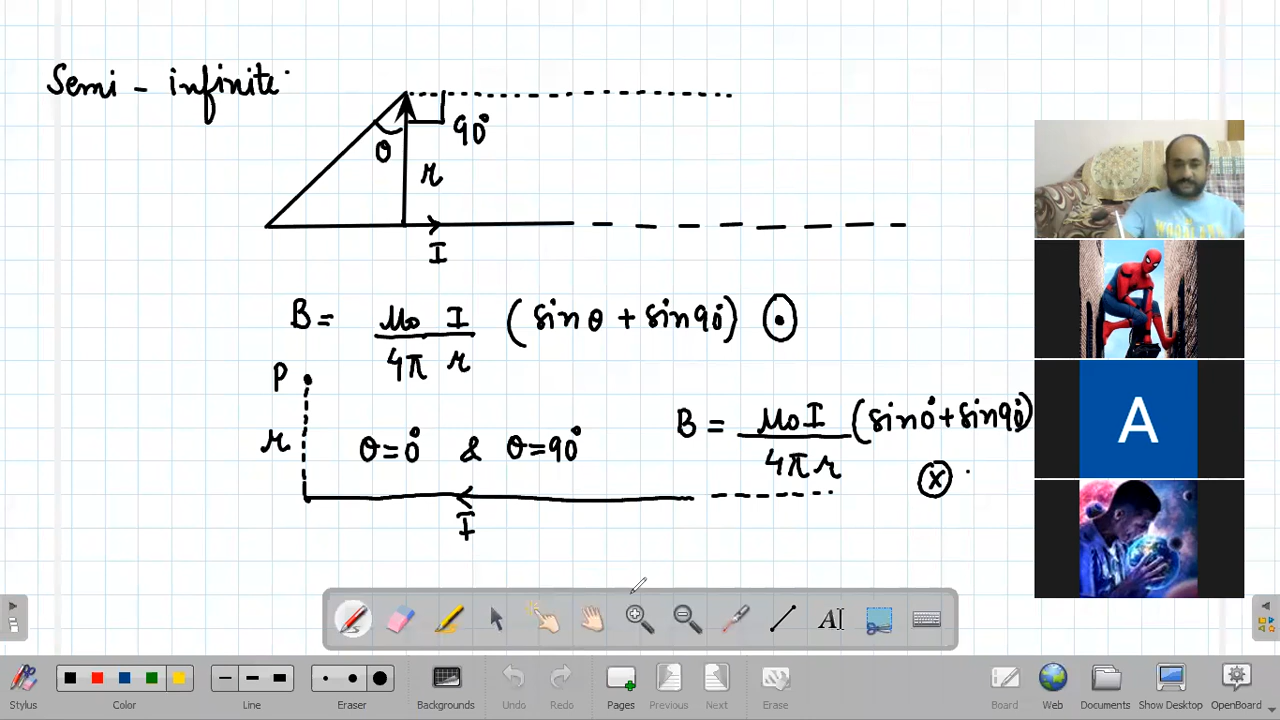 Semi - infinite
90°
θ
r
I
B = μ₀ I / 4π r (sin θ + sin 90°)
P
r
θ = 0° & θ = 90°
B = μ₀ I / 4π r (sin 0° + sin 90°)
I
A
Stylus
Color
Line
Eraser
Backgrounds
Undo
Redo
Pages
Previous
Next
Erase
Board
Web
Documents
Show Desktop
OpenBoard